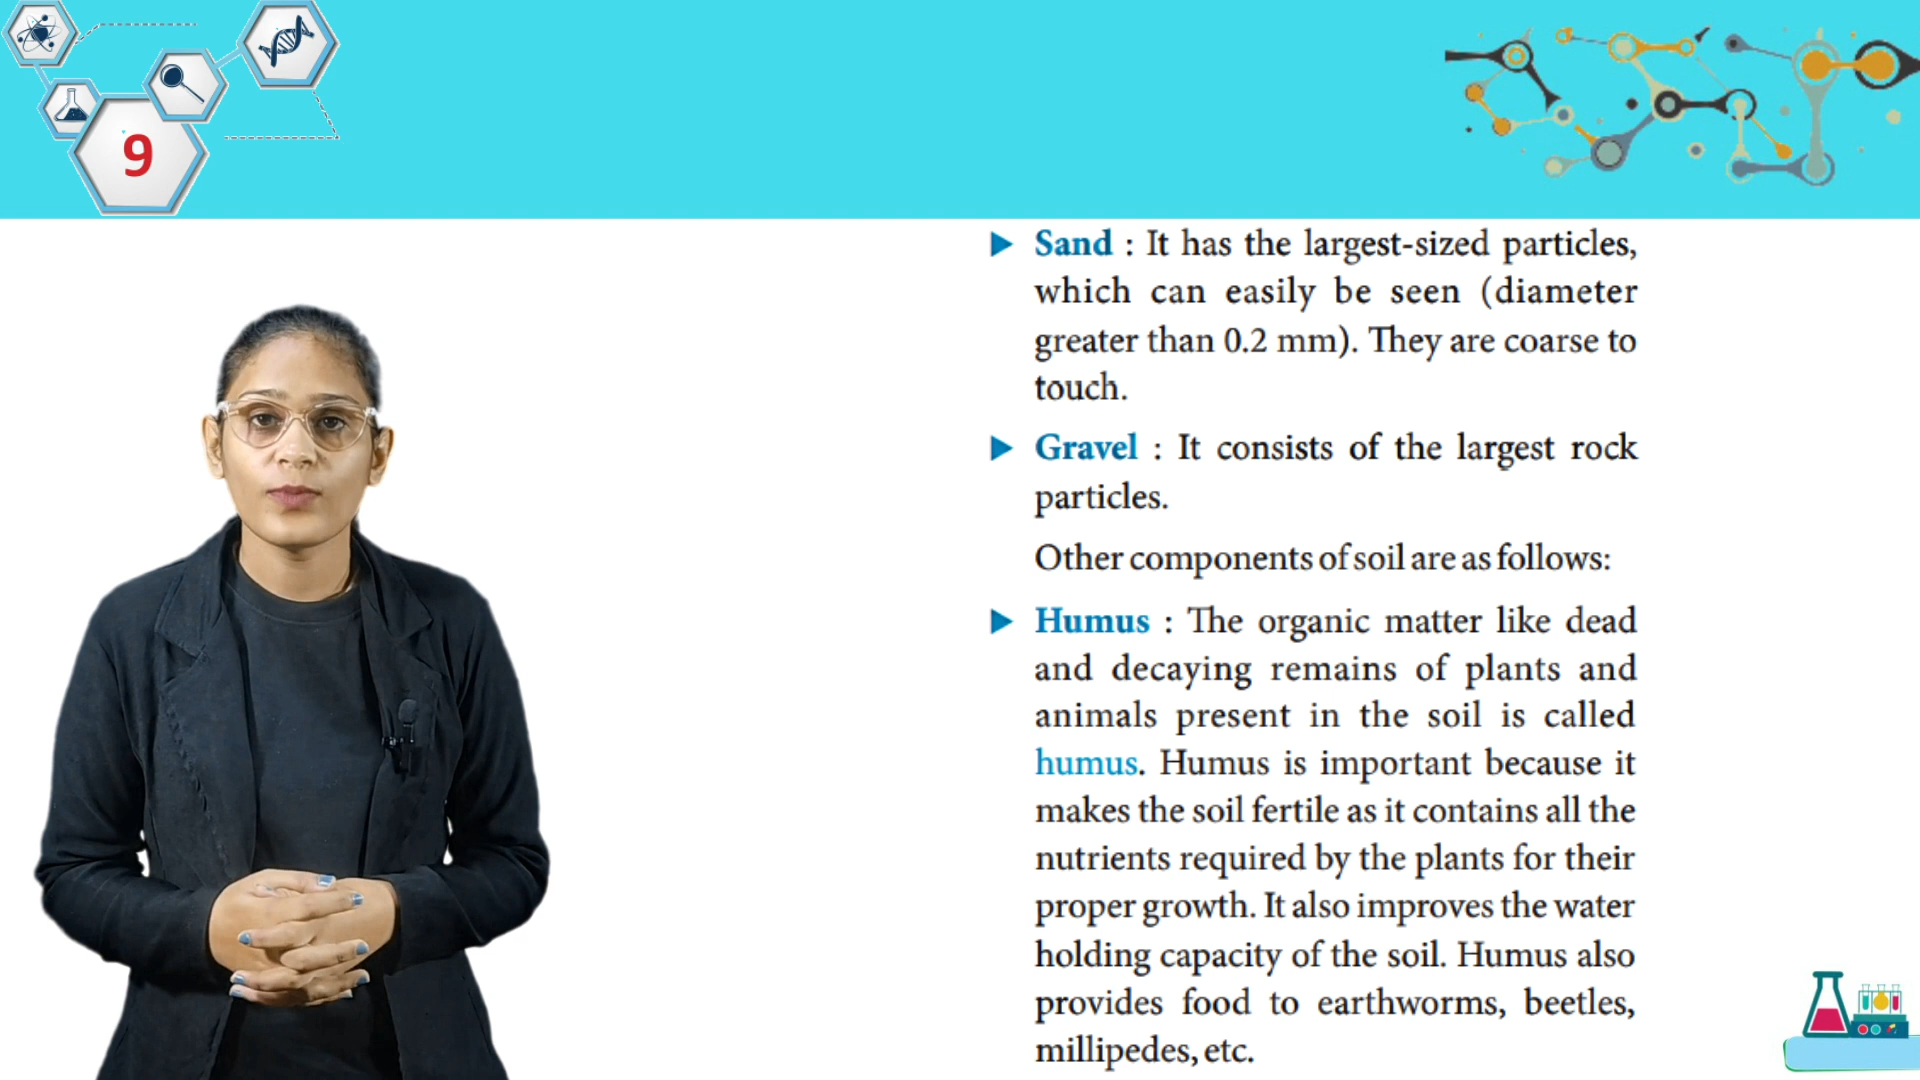 9
Sand : It has the largest-sized particles,
which can easily be seen (diameter
greater than 0.2 mm). They are coarse to
touch.
Gravel : It consists of the largest rock
particles.
Other components of soil are as follows:
Humus : The organic matter like dead
and decaying remains of plants and
animals present in the soil is called
humus. Humus is important because it
makes the soil fertile as it contains all the
nutrients required by the plants for their
proper growth. It also improves the water
holding capacity of the soil. Humus also
provides food to earthworms, beetles,
millipedes, etc.